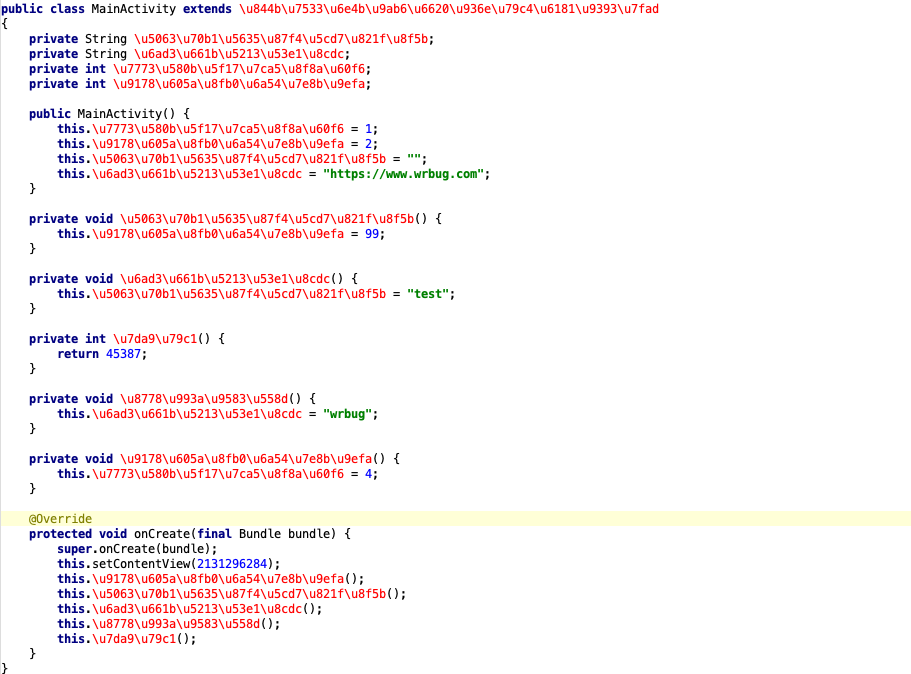 public class MainActivity extends \u844b\u7533\u6e4b\u9ab6\u6620\u936e\u79c4\u6181\u9393\u7fad
{
    private String \u5063\u70b1\u5635\u87f4\u5cd7\u821f\u8f5b;
    private String \u6ad3\u661b\u5213\u53e1\u8cdc;
    private int \u7773\u580b\u5f17\u7ca5\u8f8a\u60f6;
    private int \u9178\u605a\u8fb0\u6a54\u7e8b\u9efa;

    public MainActivity() {
        this.\u7773\u580b\u5f17\u7ca5\u8f8a\u60f6 = 1;
        this.\u9178\u605a\u8fb0\u6a54\u7e8b\u9efa = 2;
        this.\u5063\u70b1\u5635\u87f4\u5cd7\u821f\u8f5b = "";
        this.\u6ad3\u661b\u5213\u53e1\u8cdc = "https://www.wrbug.com";
    }

    private void \u5063\u70b1\u5635\u87f4\u5cd7\u821f\u8f5b() {
        this.\u9178\u605a\u8fb0\u6a54\u7e8b\u9efa = 99;
    }

    private void \u6ad3\u661b\u5213\u53e1\u8cdc() {
        this.\u5063\u70b1\u5635\u87f4\u5cd7\u821f\u8f5b = "test";
    }

    private int \u7da9\u79c1() {
        return 45387;
    }

    private void \u8778\u993a\u9583\u558d() {
        this.\u6ad3\u661b\u5213\u53e1\u8cdc = "wrbug";
    }

    private void \u9178\u605a\u8fb0\u6a54\u7e8b\u9efa() {
        this.\u7773\u580b\u5f17\u7ca5\u8f8a\u60f6 = 4;
    }

    @Override
    protected void onCreate(final Bundle bundle) {
        super.onCreate(bundle);
        this.setContentView(2131296284);
        this.\u9178\u605a\u8fb0\u6a54\u7e8b\u9efa();
        this.\u5063\u70b1\u5635\u87f4\u5cd7\u821f\u8f5b();
        this.\u6ad3\u661b\u5213\u53e1\u8cdc();
        this.\u8778\u993a\u9583\u558d();
        this.\u7da9\u79c1();
    }
}